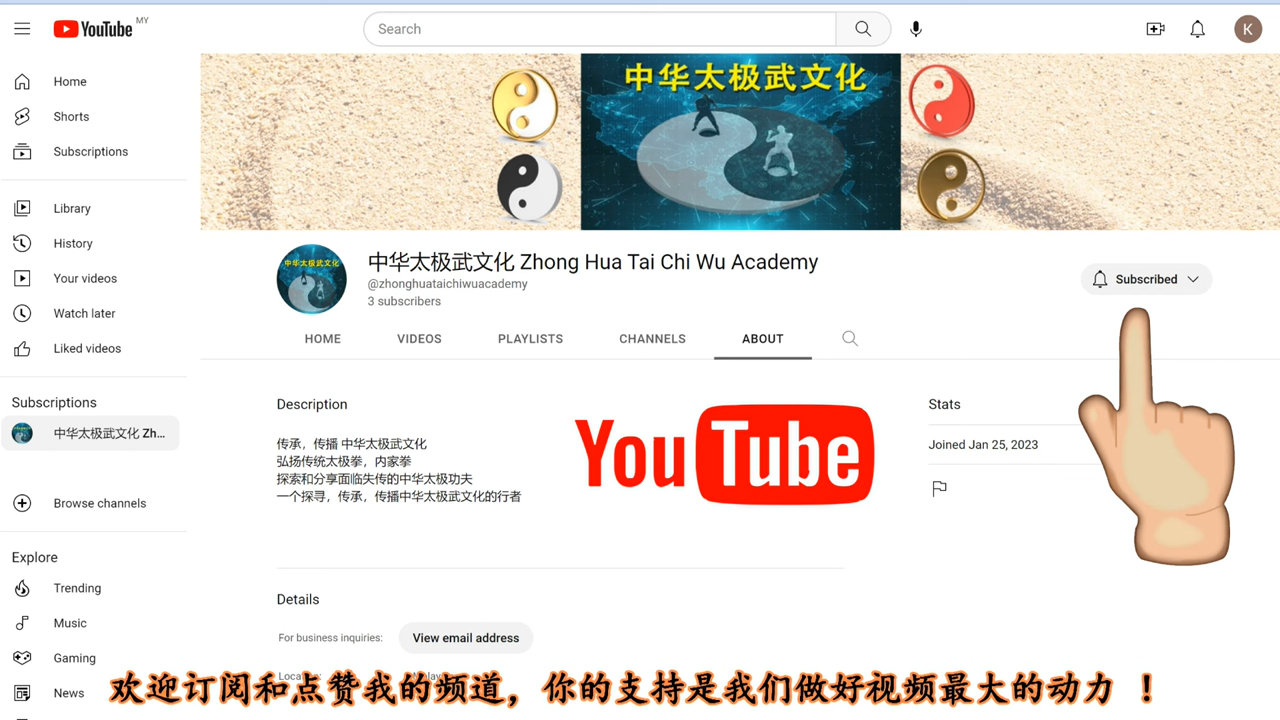 YouTube MY
Search
K
Home
Shorts
Subscriptions
Library
History
Your videos
Watch later
Liked videos
Subscriptions
中华太极武文化 Zh...
Browse channels
Explore
Trending
Music
Gaming
News
中华太极武文化
中华太极武文化
中华太极武文化 Zhong Hua Tai Chi Wu Academy
@zhonghuataichiwuacademy
3 subscribers
Subscribed
HOME VIDEOS PLAYLISTS CHANNELS ABOUT
Description
传承，传播 中华太极武文化
弘扬传统太极拳，内家拳
探索和分享面临失传的中华太极功夫
一个探寻，传承，传播中华太极武文化的行者
YouTube
Stats
Joined Jan 25, 2023
Details
For business inquiries: View email address
欢迎订阅和点赞我的频道，你的支持是我们做好视频最大的动力 ！